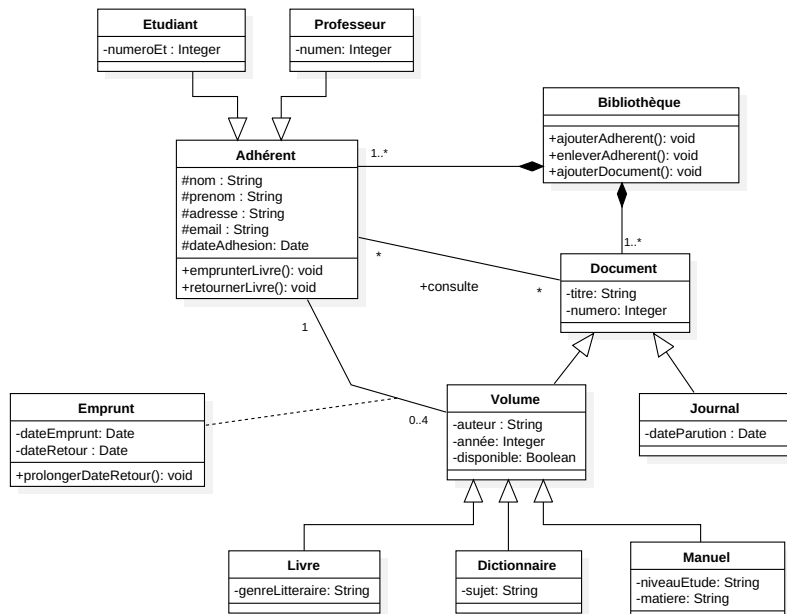 Etudiant
-numeroEt : Integer
Professeur
-numen: Integer
Bibliothèque
+ajouterAdherent(): void
+enleverAdherent(): void
+ajouterDocument(): void
Adhérent
#nom : String
#prenom : String
#adresse : String
#email : String
#dateAdhesion: Date
+emprunterLivre(): void
+retournerLivre(): void
1..*
1..*
*
+consulte
*
Document
-titre: String
-numero: Integer
1
0..4
Emprunt
-dateEmprunt: Date
-dateRetour : Date
+prolongerDateRetour(): void
Volume
-auteur : String
-année: Integer
-disponible: Boolean
Journal
-dateParution : Date
Livre
-genreLitteraire: String
Dictionnaire
-sujet: String
Manuel
-niveauEtude: String
-matiere: String